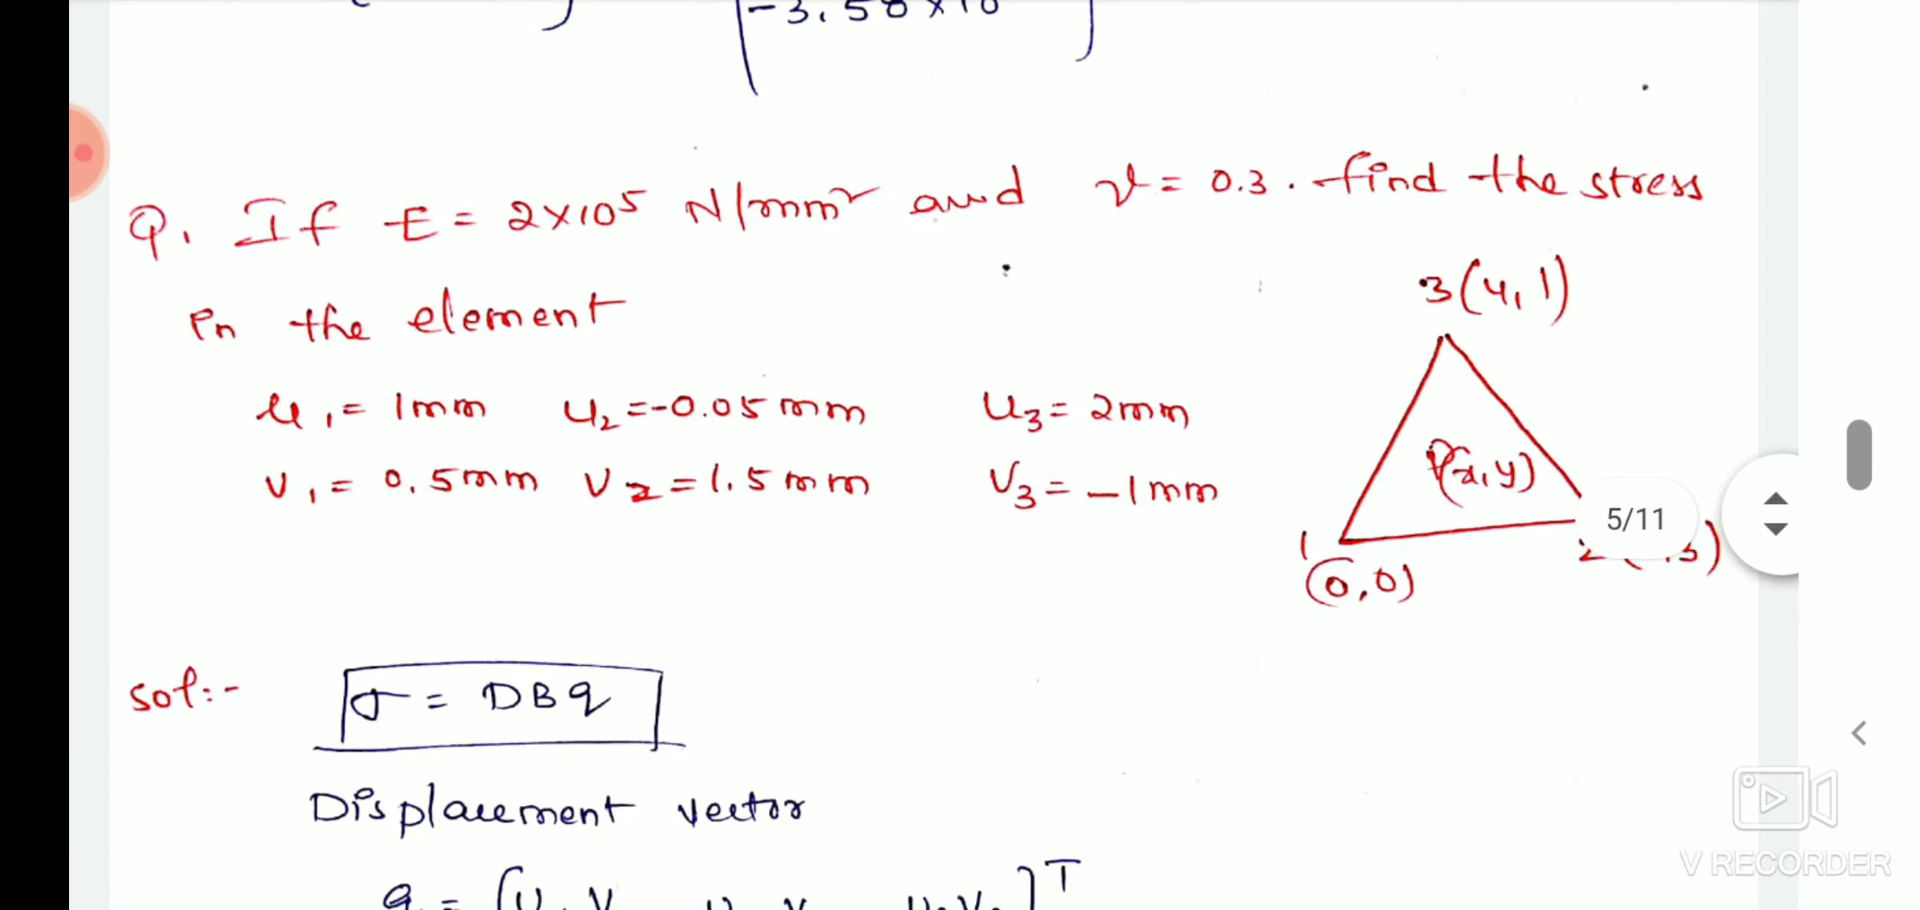 Q. If E = 2×10⁵ N/mm² and ν = 0.3. find the stress
in the element
3(4, 1)
u₁ = 1mm u₂ = -0.05mm u₃ = 2mm
v₁ = 0.5mm v₂ = 1.5mm v₃ = -1mm
P(x, y)
5/11
1
(0, 0)
2
Sol:-
σ = DBq
Displacement vector
V RECORDER